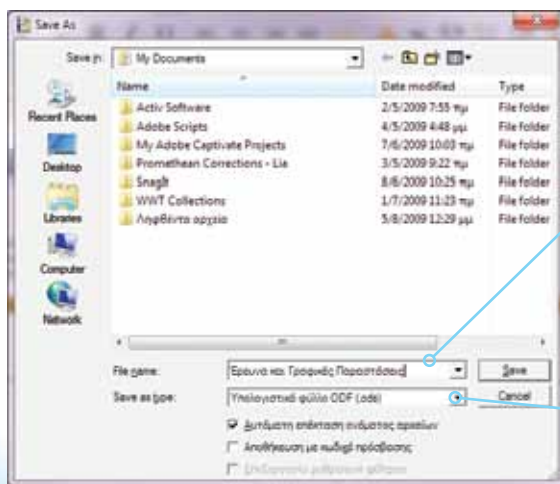 Save As
Save in:
My Documents
Name
Date modified
Type
Recent Places
Desktop
Libraries
Computer
Network
Activ Software 2/5/2009 7:55 πμ File folder
Adobe Scripts 4/5/2009 4:48 μμ File folder
My Adobe Captivate Projects 7/6/2009 10:03 πμ File folder
Promethean Corrections - Lia 3/5/2009 9:22 πμ File folder
SnagIt 8/6/2009 10:25 πμ File folder
WWT Collections 1/7/2009 11:23 πμ File folder
Ληφθέντα αρχεία 5/8/2009 12:29 μμ File folder
File name:
Έρευνα και Γραφικές Παραστάσεις
Save
Save as type:
Υπολογιστικό φύλλο ODF (.ods)
Cancel
Αυτόματη επέκταση ονόματος αρχείων
Αποθήκευση με κωδικό πρόσβασης
Επεξεργασία ρυθμίσεων φίλτρου